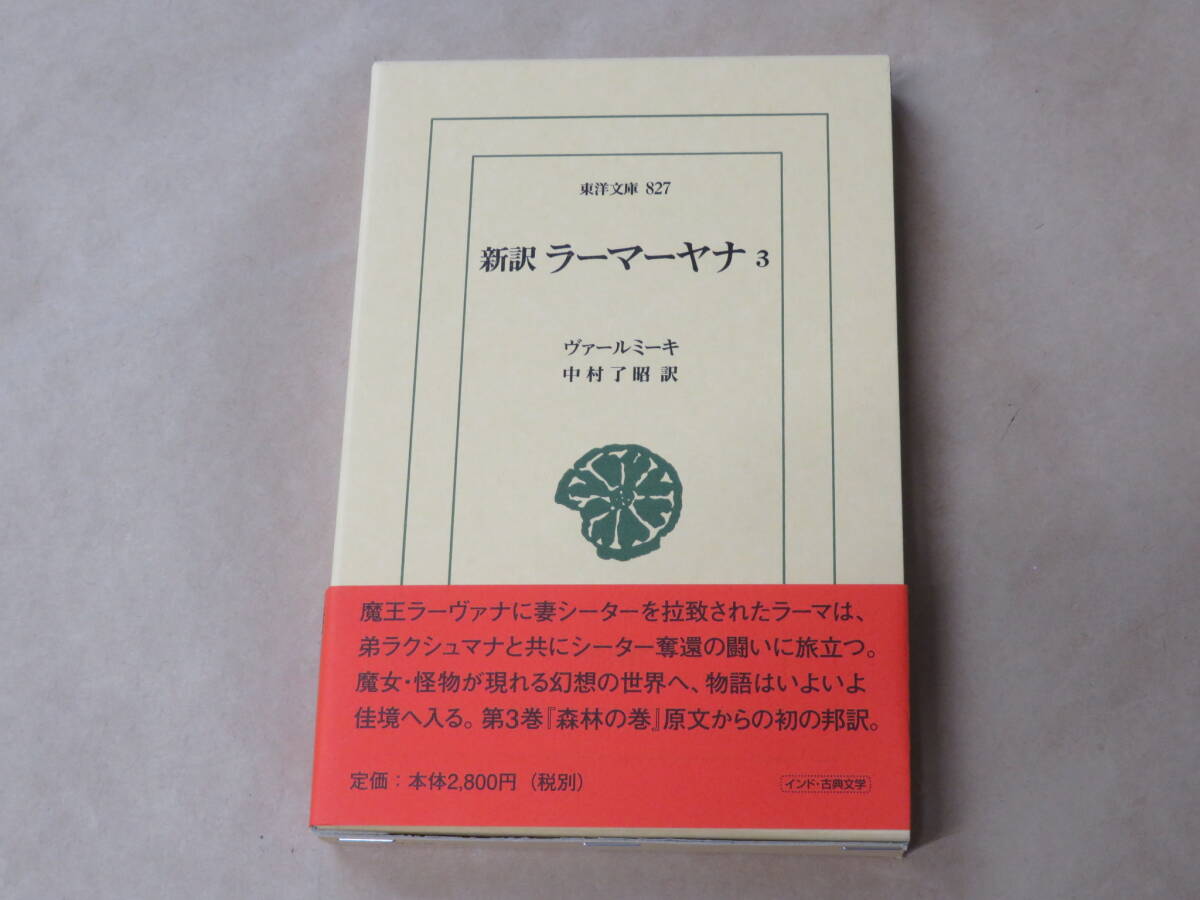 東洋文庫 827
新訳 ラーマーヤナ 3
ヴァールミーキ
中村了昭 訳
魔王ラーヴァナに妻シーターを拉致されたラーマは、
弟ラクシュマナと共にシーター奪還の闘いに旅立つ。
魔女・怪物が現れる幻想の世界へ、物語はいよいよ
佳境へ入る。第3巻『森林の巻』原文からの初の邦訳。
定価：本体2,800円（税別）
インド・古典文学